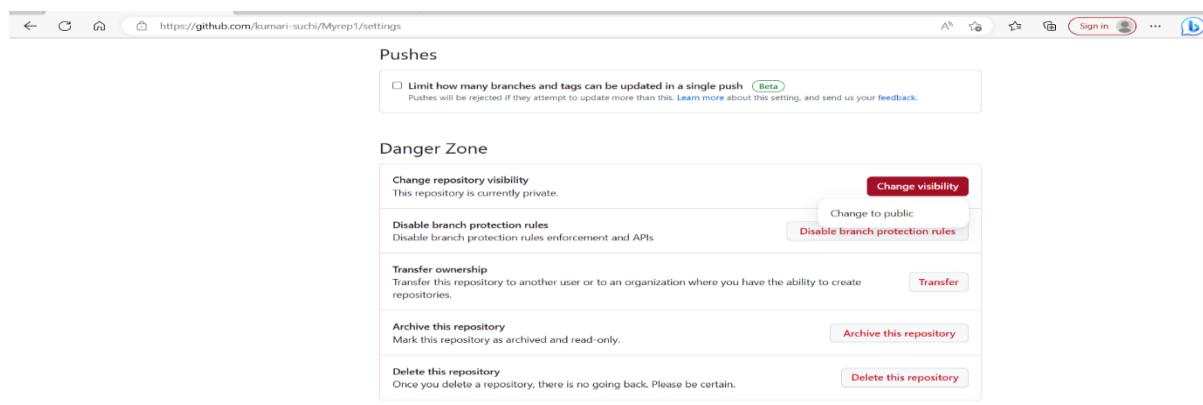 https://github.com/kumari-suchi/Myrep1/settings
Sign in
Pushes
Limit how many branches and tags can be updated in a single push Beta
Pushes will be rejected if they attempt to update more than this. Learn more about this setting, and send us your feedback.
Danger Zone
Change repository visibility
This repository is currently private.
Change visibility
Change to public
Disable branch protection rules
Disable branch protection rules enforcement and APIs
Disable branch protection rules
Transfer ownership
Transfer this repository to another user or to an organization where you have the ability to create
repositories.
Transfer
Archive this repository
Mark this repository as archived and read-only.
Archive this repository
Delete this repository
Once you delete a repository, there is no going back. Please be certain.
Delete this repository